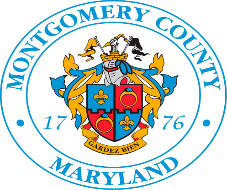 MONTGOMERY COUNTY
17 76
GARDEZ BIEN
MARYLAND